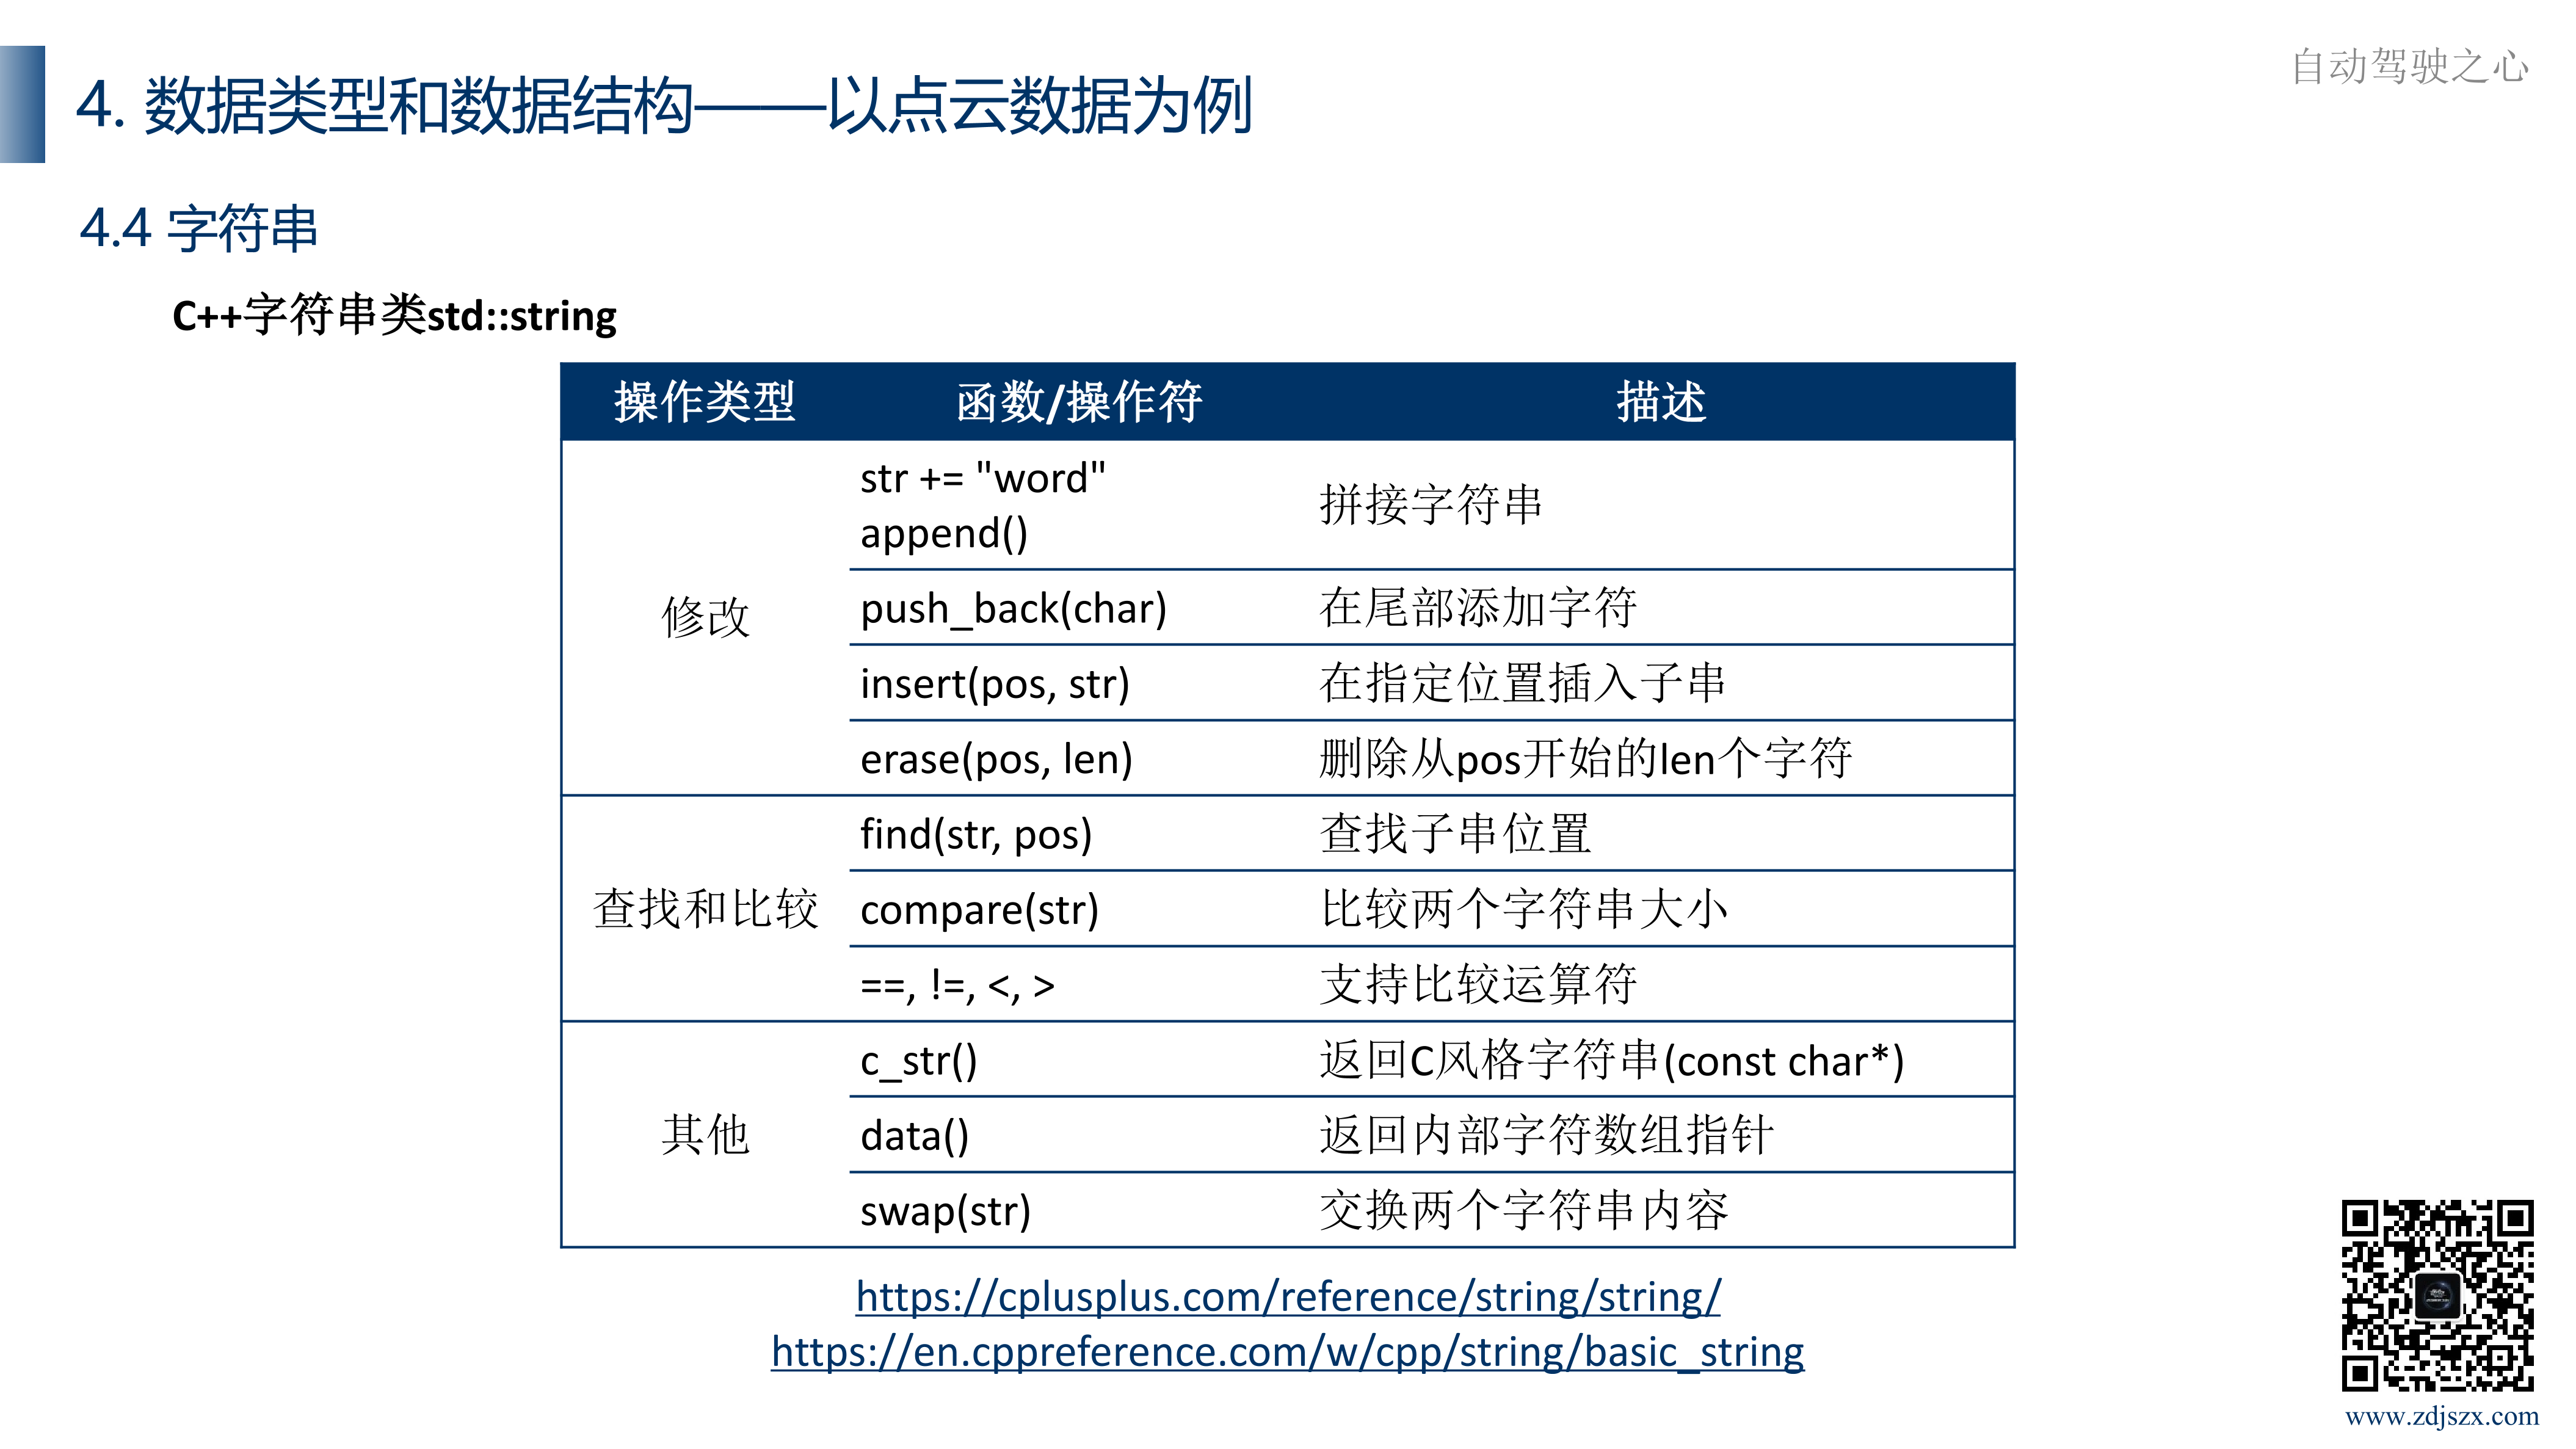 自动驾驶之心
4. 数据类型和数据结构——以点云数据为例
4.4 字符串
C++字符串类std::string
操作类型 函数/操作符 描述
修改
str += "word"
append()
拼接字符串
push_back(char) 在尾部添加字符
insert(pos, str) 在指定位置插入子串
erase(pos, len) 删除从pos开始的len个字符
查找和比较
find(str, pos) 查找子串位置
compare(str) 比较两个字符串大小
==, !=, <, > 支持比较运算符
其他
c_str() 返回C风格字符串(const char*)
data() 返回内部字符数组指针
swap(str) 交换两个字符串内容
https://cplusplus.com/reference/string/string/
https://en.cppreference.com/w/cpp/string/basic_string
www.zdjszx.com